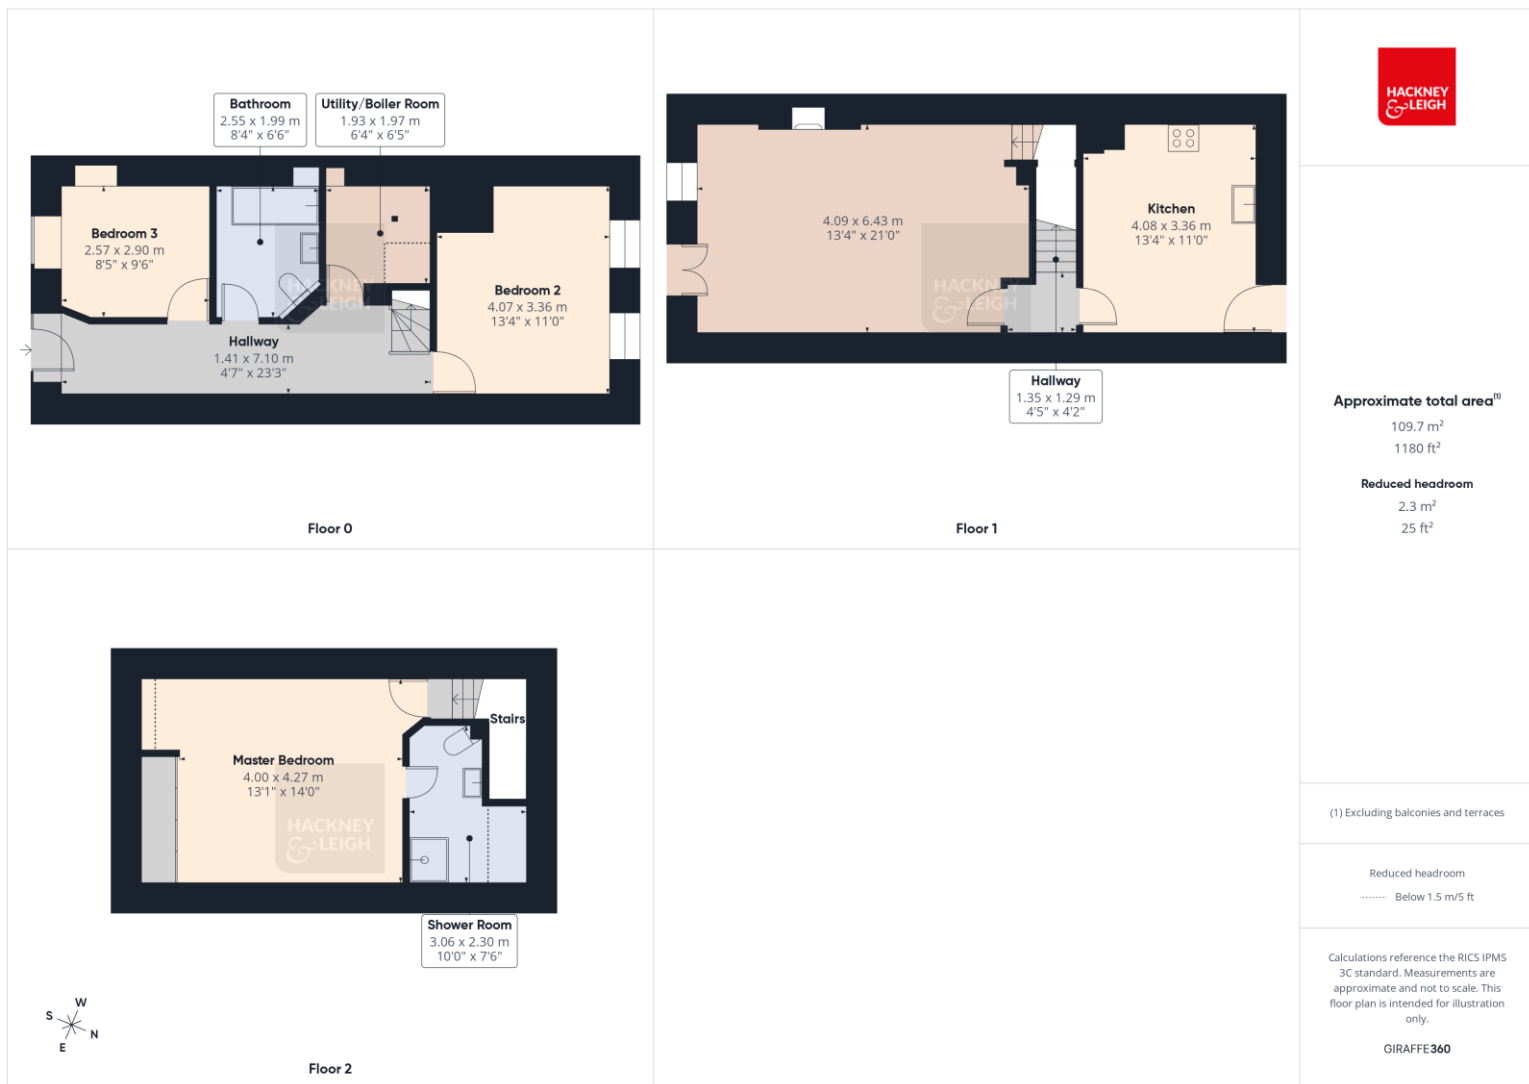 Bathroom
2.55 x 1.99 m
8'4" x 6'6"
Utility/Boiler Room
1.93 x 1.97 m
6'4" x 6'5"
Bedroom 3
2.57 x 2.90 m
8'5" x 9'6"
Bedroom 2
4.07 x 3.36 m
13'4" x 11'0"
Hallway
1.41 x 7.10 m
4'7" x 23'3"
HACKNEY
& LEIGH
Floor 0
4.09 x 6.43 m
13'4" x 21'0"
Kitchen
4.08 x 3.36 m
13'4" x 11'0"
HACKNEY
& LEIGH
Hallway
1.35 x 1.29 m
4'5" x 4'2"
Floor 1
Stairs
Master Bedroom
4.00 x 4.27 m
13'1" x 14'0"
HACKNEY
& LEIGH
Shower Room
3.06 x 2.30 m
10'0" x 7'6"
W
S
N
E
Floor 2
HACKNEY
& LEIGH
Approximate total area(1)
109.7 m²
1180 ft²
Reduced headroom
2.3 m²
25 ft²
(1) Excluding balconies and terraces
Reduced headroom
Below 1.5 m/5 ft
Calculations reference the RICS IPMS
3C standard. Measurements are
approximate and not to scale. This
floor plan is intended for illustration
only.
GIRAFFE360